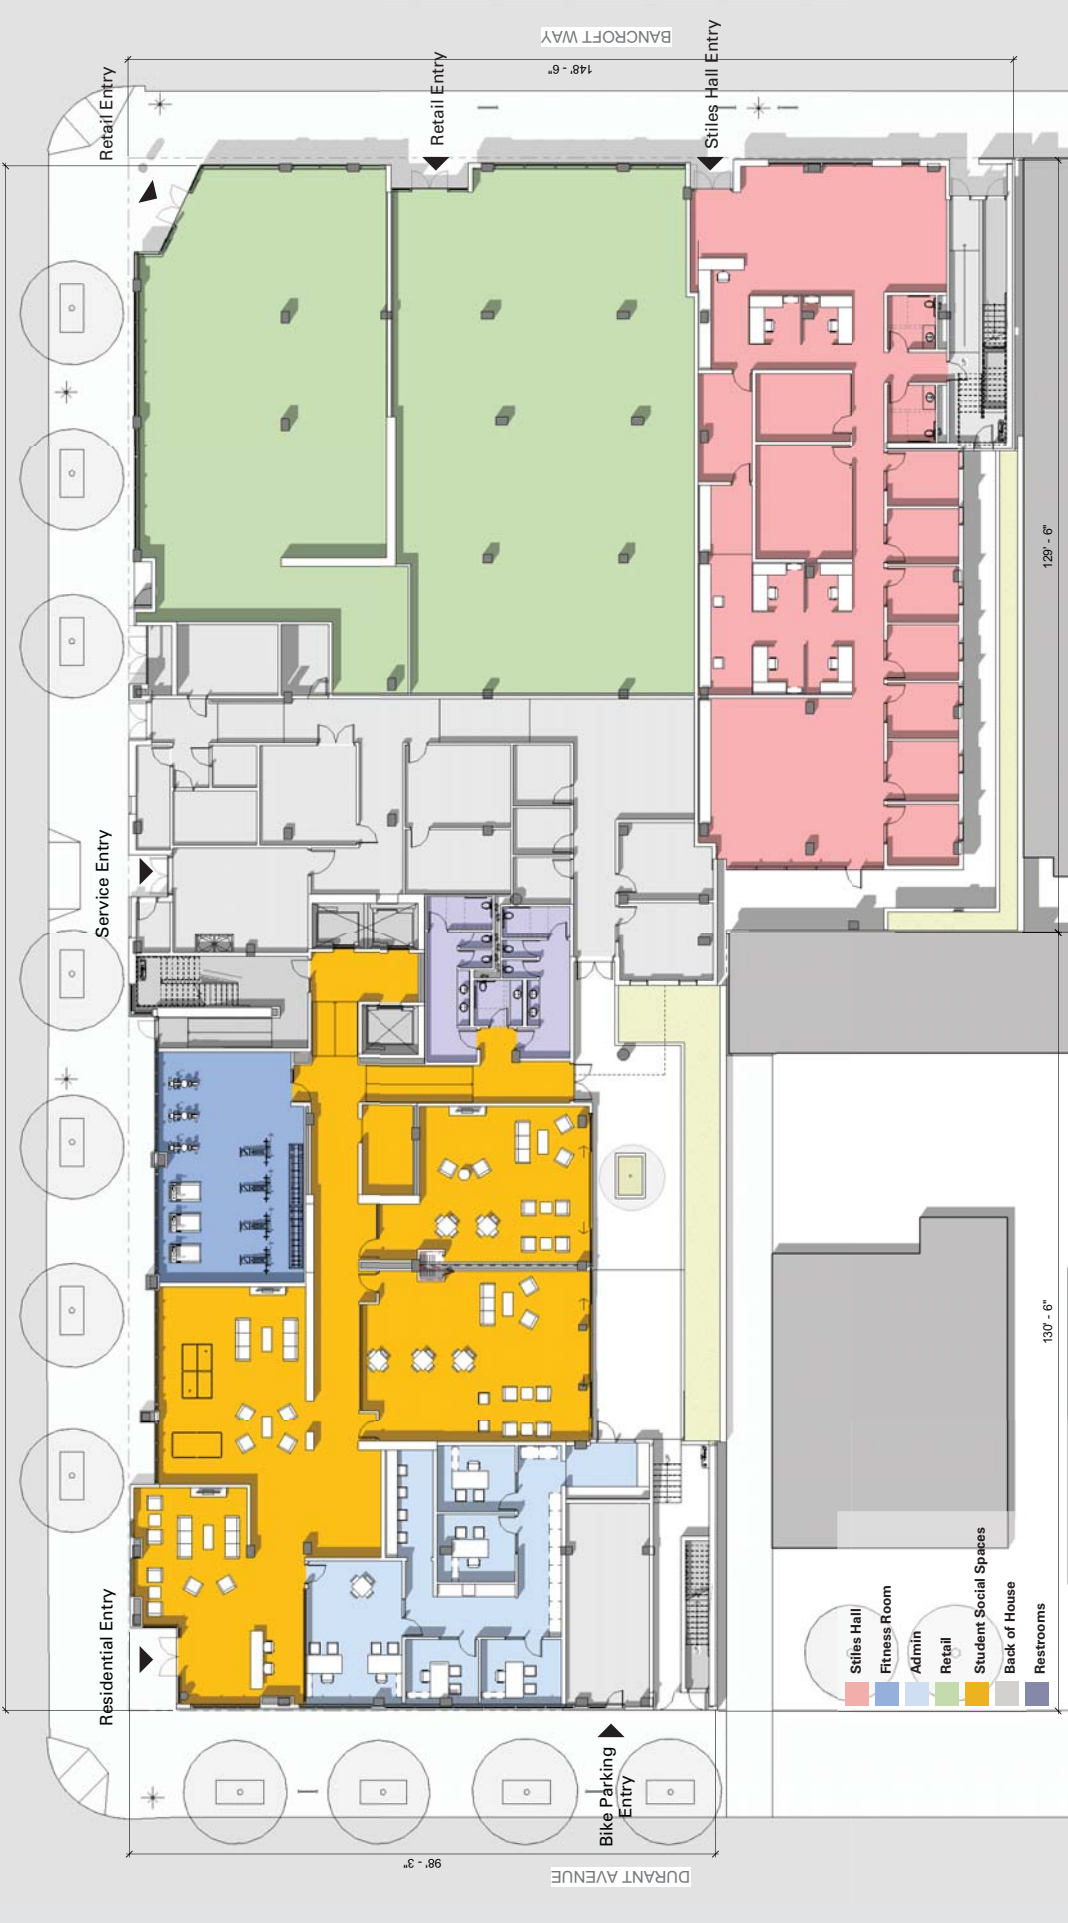 BANCROFT WAY
148' - 6"
Retail Entry
Retail Entry
Stiles Hall Entry
129' - 6"
Service Entry
130' - 6"
Residential Entry
Stiles Hall
Fitness Room
Admin
Retail
Student Social Spaces
Back of House
Restrooms
Bike Parking
Entry
98' - 3"
DURANT AVENUE